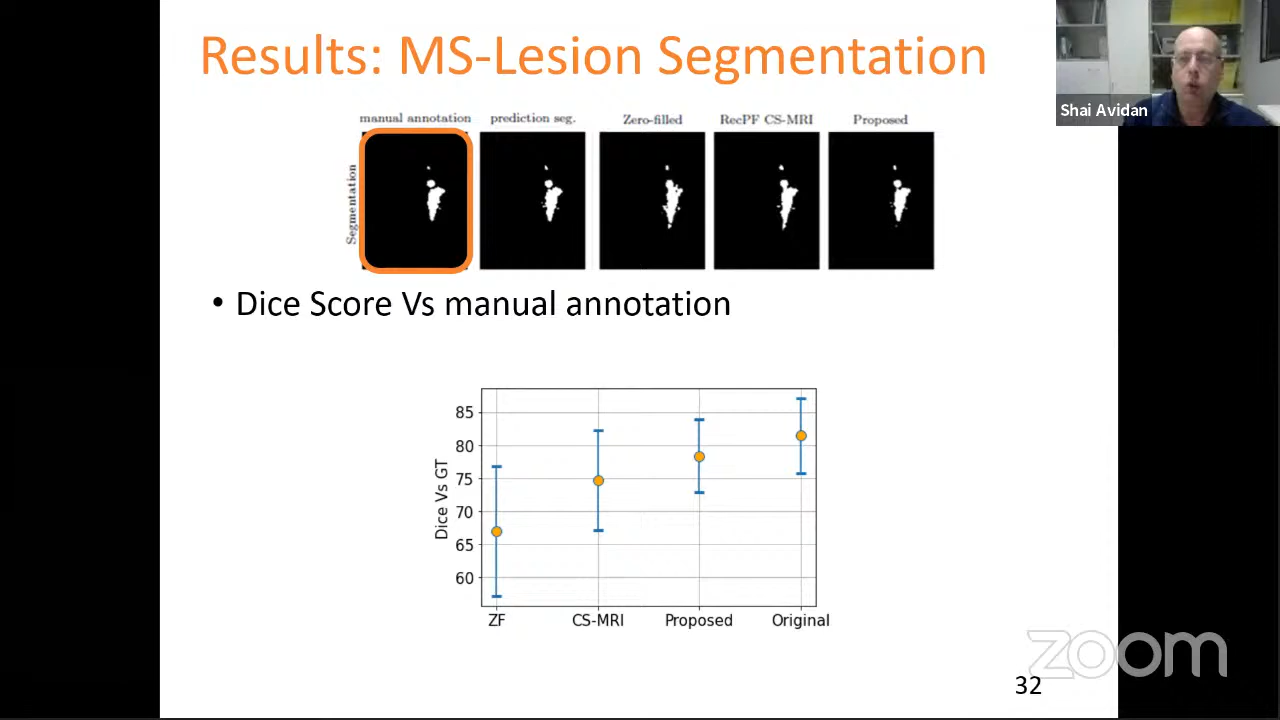 Results: MS-Lesion Segmentation
Shai Avidan
manual annotation prediction seg. Zero-filled RecPF CS-MRI Proposed
Segmentation
• Dice Score Vs manual annotation
Dice Vs GT
85
80
75
70
65
60
ZF CS-MRI Proposed Original
zoom
32